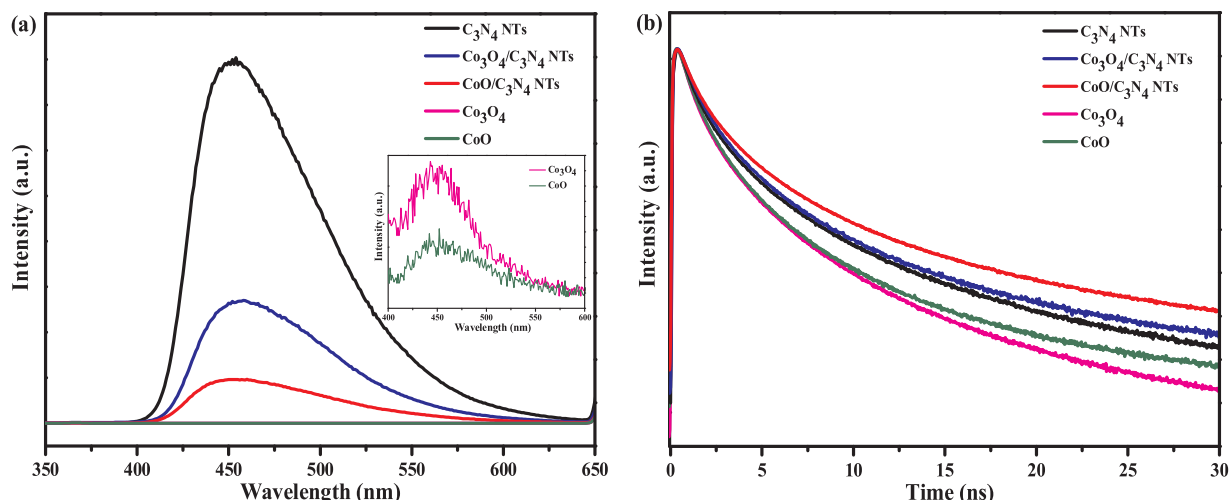 (a)
C₃N₄ NTs
Co₃O₄/C₃N₄ NTs
CoO/C₃N₄ NTs
Co₃O₄
CoO
Intensity (a.u.)
350 400 450 500 550 600 650
Wavelength (nm)
Co₃O₄
CoO
Intensity (a.u.)
400 450 500 550 600
Wavelength (nm)
(b)
C₃N₄ NTs
Co₃O₄/C₃N₄ NTs
CoO/C₃N₄ NTs
Co₃O₄
CoO
Intensity (a.u.)
0 5 10 15 20 25 30
Time (ns)